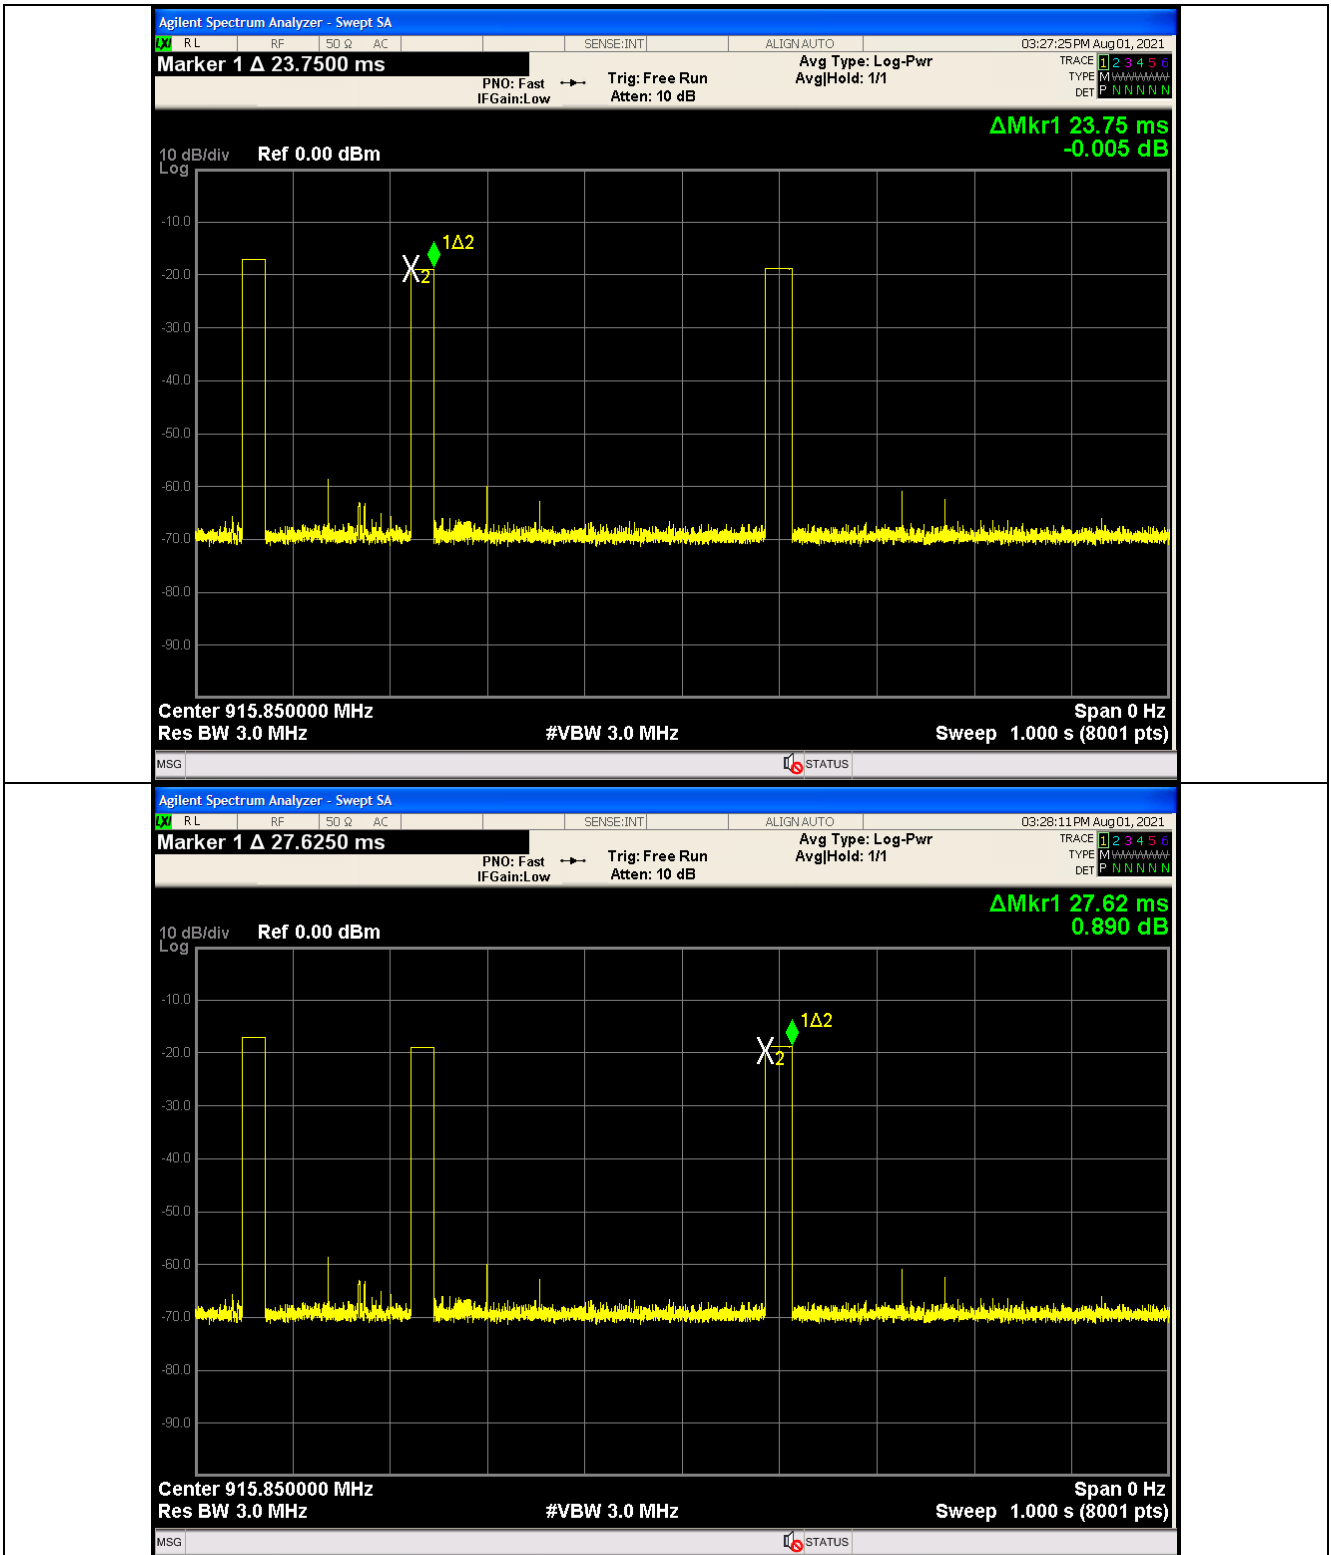 Agilent Spectrum Analyzer - Swept SA
LXI RL RF 50 Ω AC SENSE:INT ALIGN AUTO 03:27:25 PM Aug 01, 2021
Marker 1 Δ 23.7500 ms
PNO: Fast
IFGain:Low
Trig: Free Run
Atten: 10 dB
Avg Type: Log-Pwr
Avg|Hold: 1/1
TRACE 1 2 3 4 5 6
TYPE M
DET P N N N N N
ΔMkr1 23.75 ms
-0.005 dB
10 dB/div Ref 0.00 dBm
Log
-10.0
1Δ2
X2
-20.0
-30.0
-40.0
-50.0
-60.0
-70.0
-80.0
-90.0
Center 915.850000 MHz Span 0 Hz
Res BW 3.0 MHz #VBW 3.0 MHz Sweep 1.000 s (8001 pts)
MSG STATUS
Agilent Spectrum Analyzer - Swept SA
LXI RL RF 50 Ω AC SENSE:INT ALIGN AUTO 03:28:11 PM Aug 01, 2021
Marker 1 Δ 27.6250 ms
PNO: Fast
IFGain:Low
Trig: Free Run
Atten: 10 dB
Avg Type: Log-Pwr
Avg|Hold: 1/1
TRACE 1 2 3 4 5 6
TYPE M
DET P N N N N N
ΔMkr1 27.62 ms
0.890 dB
10 dB/div Ref 0.00 dBm
Log
-10.0
1Δ2
X2
-20.0
-30.0
-40.0
-50.0
-60.0
-70.0
-80.0
-90.0
Center 915.850000 MHz Span 0 Hz
Res BW 3.0 MHz #VBW 3.0 MHz Sweep 1.000 s (8001 pts)
MSG STATUS